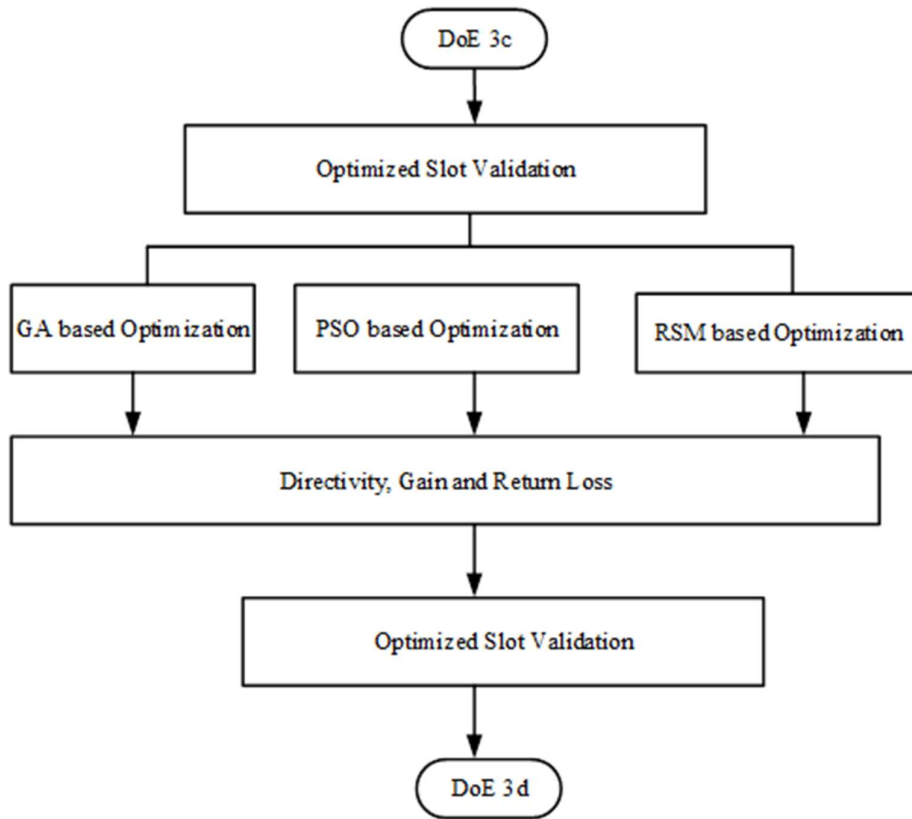 DoE 3c
Optimized Slot Validation
GA based Optimization
PSO based Optimization
RSM based Optimization
Directivity, Gain and Return Loss
Optimized Slot Validation
DoE 3d